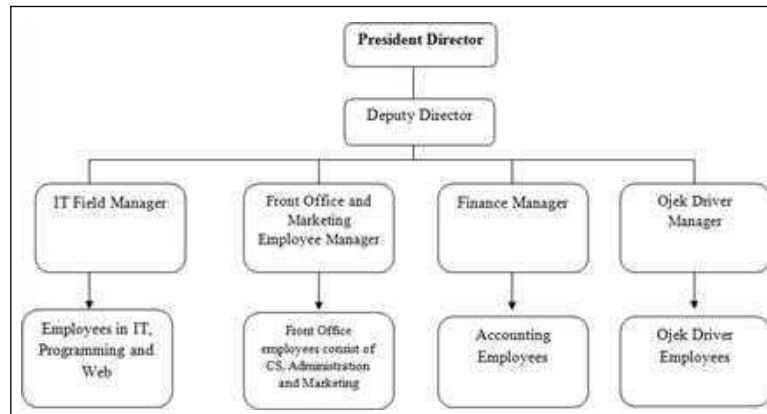 President Director
Deputy Director
IT Field Manager
Front Office and
Marketing
Employee Manager
Finance Manager
Ojek Driver
Manager
Employees in IT,
Programming and
Web
Front Office
employees consist of
CS, Administration
and Marketing
Accounting
Employees
Ojek Driver
Employees